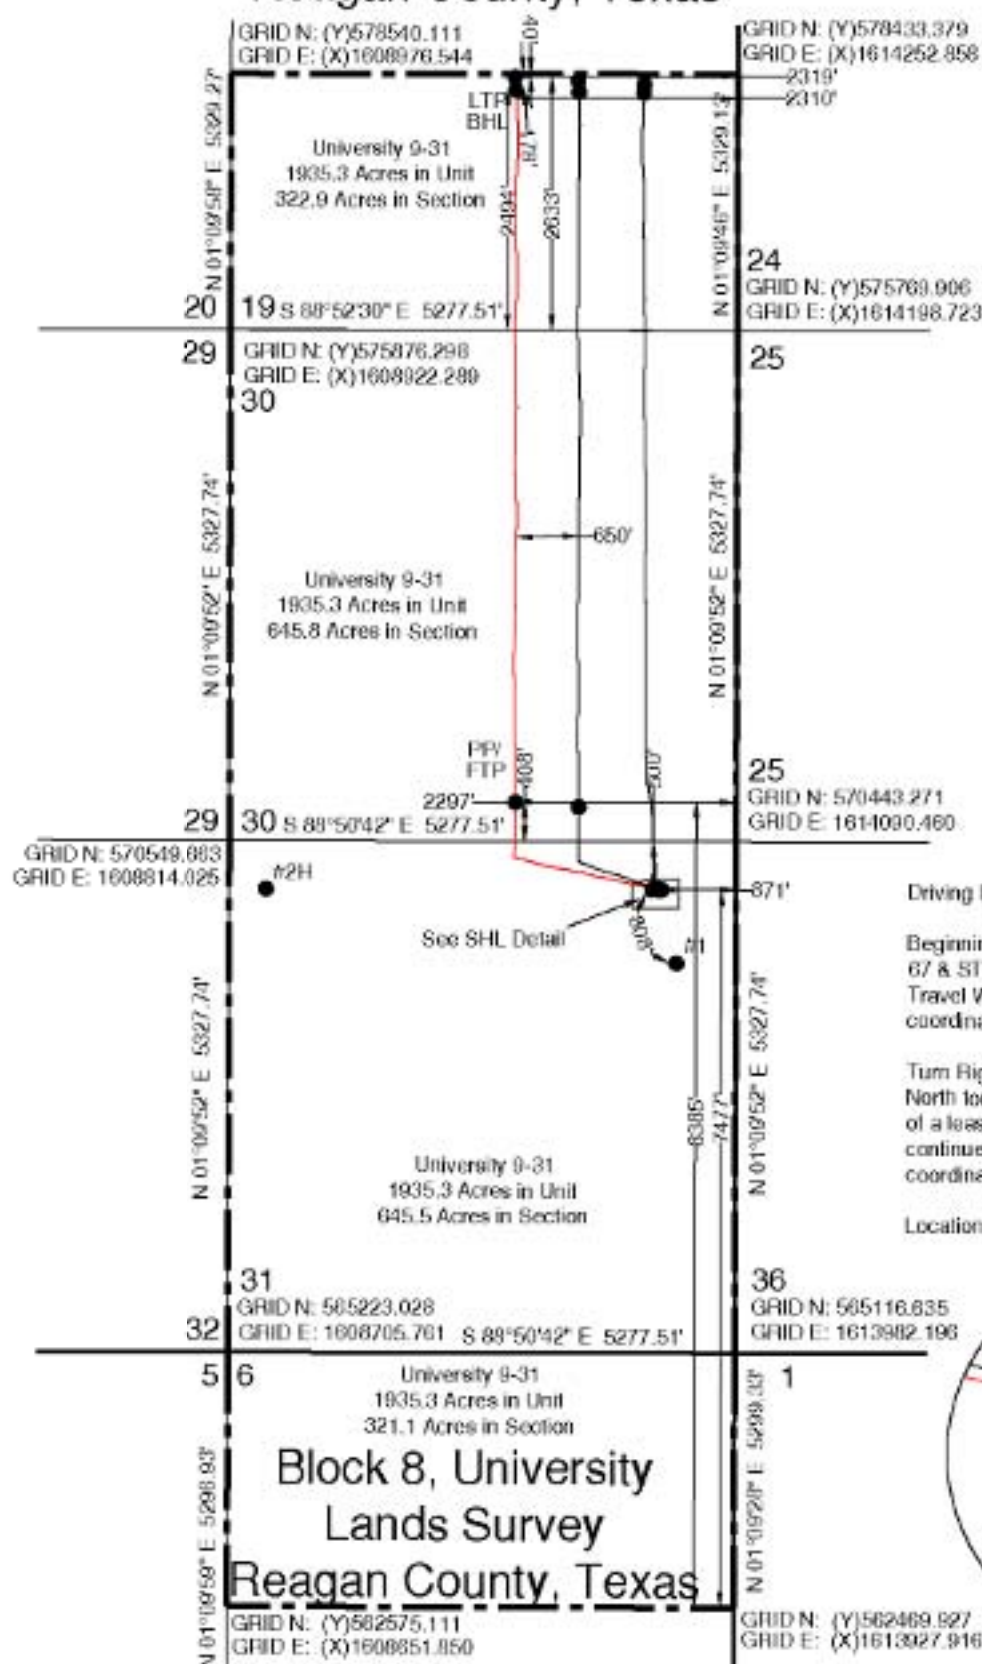 GRID N: (Y)578540.111
GRID E: (X)1608976.544
40'
GRID N: (Y)578433.379
GRID E: (X)1614252.858
2319'
2310'
N 01°09'58" E 5329.27'
LTP/
BHL
178'
N 01°09'46" E 5329.13'
University 9-31
1935.3 Acres in Unit
322.9 Acres in Section
2494'
2633'
24
GRID N: (Y)575769.906
GRID E: (X)1614198.723
20 19 S 88°52'30" E 5277.51'
29
GRID N: (Y)575876.298
GRID E: (X)1608922.289
25
30
650'
N 01°09'52" E 5327.74'
N 01°09'52" E 5327.74'
University 9-31
1935.3 Acres in Unit
645.8 Acres in Section
PP/
FTP
408'
500'
25
GRID N: 570443.271
GRID E: 1614090.460
2297'
29 30 S 88°50'42" E 5277.51'
GRID N: 570549.663
GRID E: 1608814.025
#2H
871'
See SHL Detail
808'
#1
Driving
Beginnin
67 & ST
Travel W
coordina
Turn Rig
North
of a leas
continue
coordina
Location
N 01°09'52" E 5327.74'
6385'
7477'
N 01°09'52" E 5327.74'
University 9-31
1935.3 Acres in Unit
645.5 Acres in Section
31
GRID N: 565223.028
GRID E: 1608705.761 S 88°50'42" E 5277.51'
32
36
GRID N: 565116.635
GRID E: 1613982.196
5 6
1
University 9-31
1935.3 Acres in Unit
321.1 Acres in Section
Block 8, University
Lands Survey
Reagan County, Texas
N 01°09'59" E 5298.93'
N 01°09'28" E 5299.33'
GRID N: (Y)562575.111
GRID E: (X)1608651.850
GRID N: (Y)562469.927
GRID E: (X)1613927.916